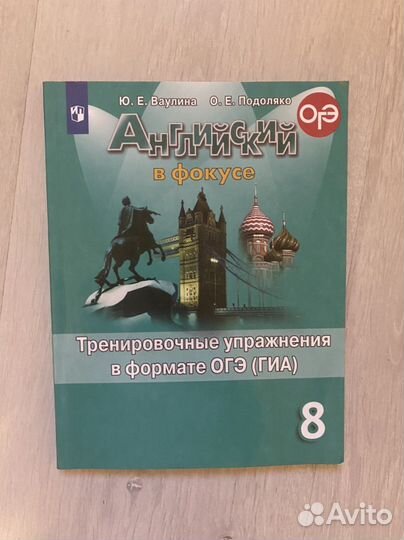 Ю. Е. Ваулина О. Е. Подоляко
ОГЭ
Английский
в фокусе
Тренировочные упражнения
в формате ОГЭ (ГИА)
8
Avito